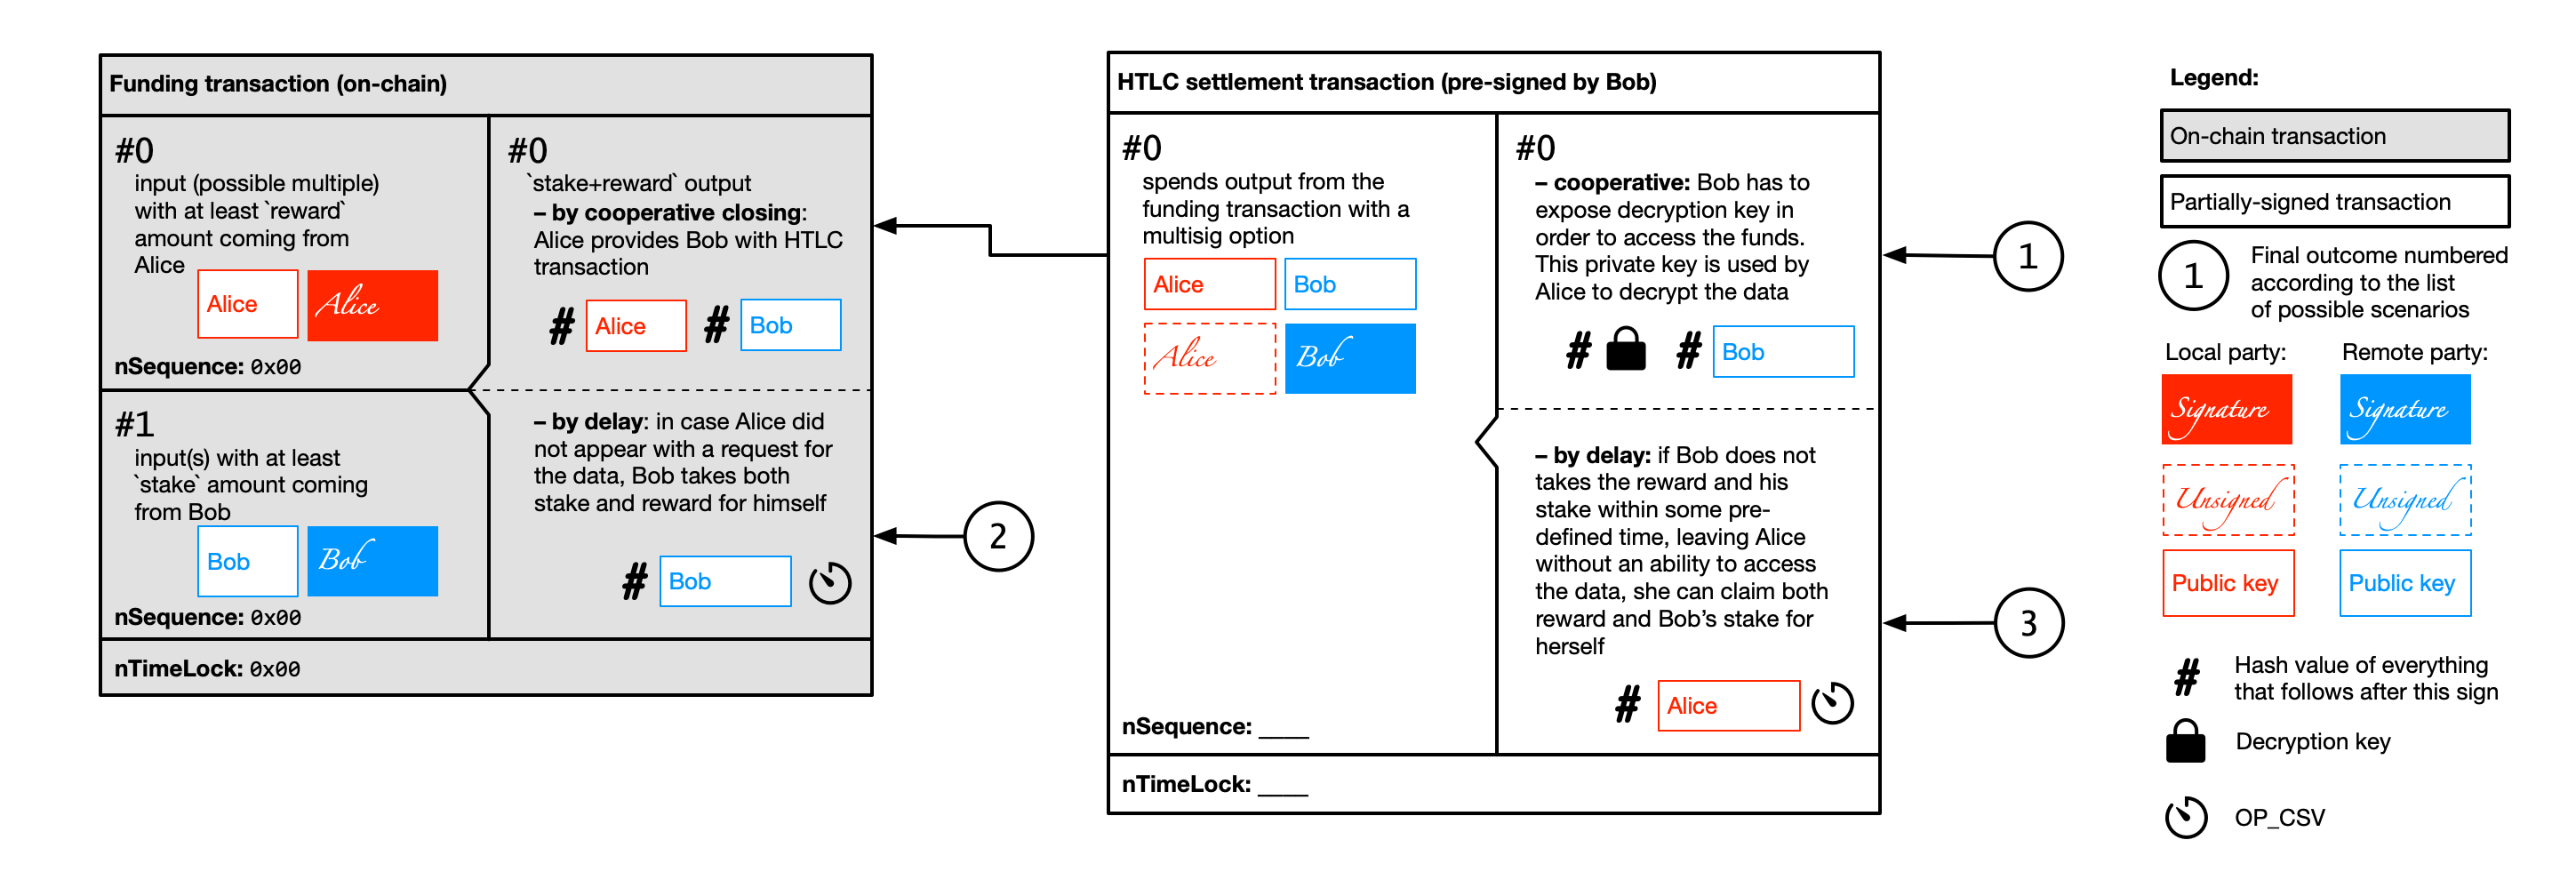 Funding transaction (on-chain)
#0
input (possible multiple)
with at least `reward`
amount coming from
Alice
Alice
Alice
nSequence: 0x00
#1
input(s) with at least
`stake` amount coming
from Bob
Bob
Bob
nSequence: 0x00
#0
`stake+reward` output
– by cooperative closing:
Alice provides Bob with HTLC
transaction
# Alice # Bob
– by delay: in case Alice did
not appear with a request for
the data, Bob takes both
stake and reward for himself
# Bob
nTimeLock: 0x00
2
HTLC settlement transaction (pre-signed by Bob)
#0
spends output from the
funding transaction with a
multisig option
Alice Bob
Alice Bob
nSequence: ____
#0
– cooperative: Bob has to
expose decryption key in
order to access the funds.
This private key is used by
Alice to decrypt the data
# # Bob
– by delay: if Bob does not
takes the reward and his
stake within some pre-
defined time, leaving Alice
without an ability to access
the data, she can claim both
reward and Bob’s stake for
herself
# Alice
nTimeLock: ____
1
3
Legend:
On-chain transaction
Partially-signed transaction
1
Final outcome numbered
according to the list
of possible scenarios
Local party: Remote party:
Signature Signature
Unsigned Unsigned
Public key Public key
#
Hash value of everything
that follows after this sign
Decryption key
OP_CSV